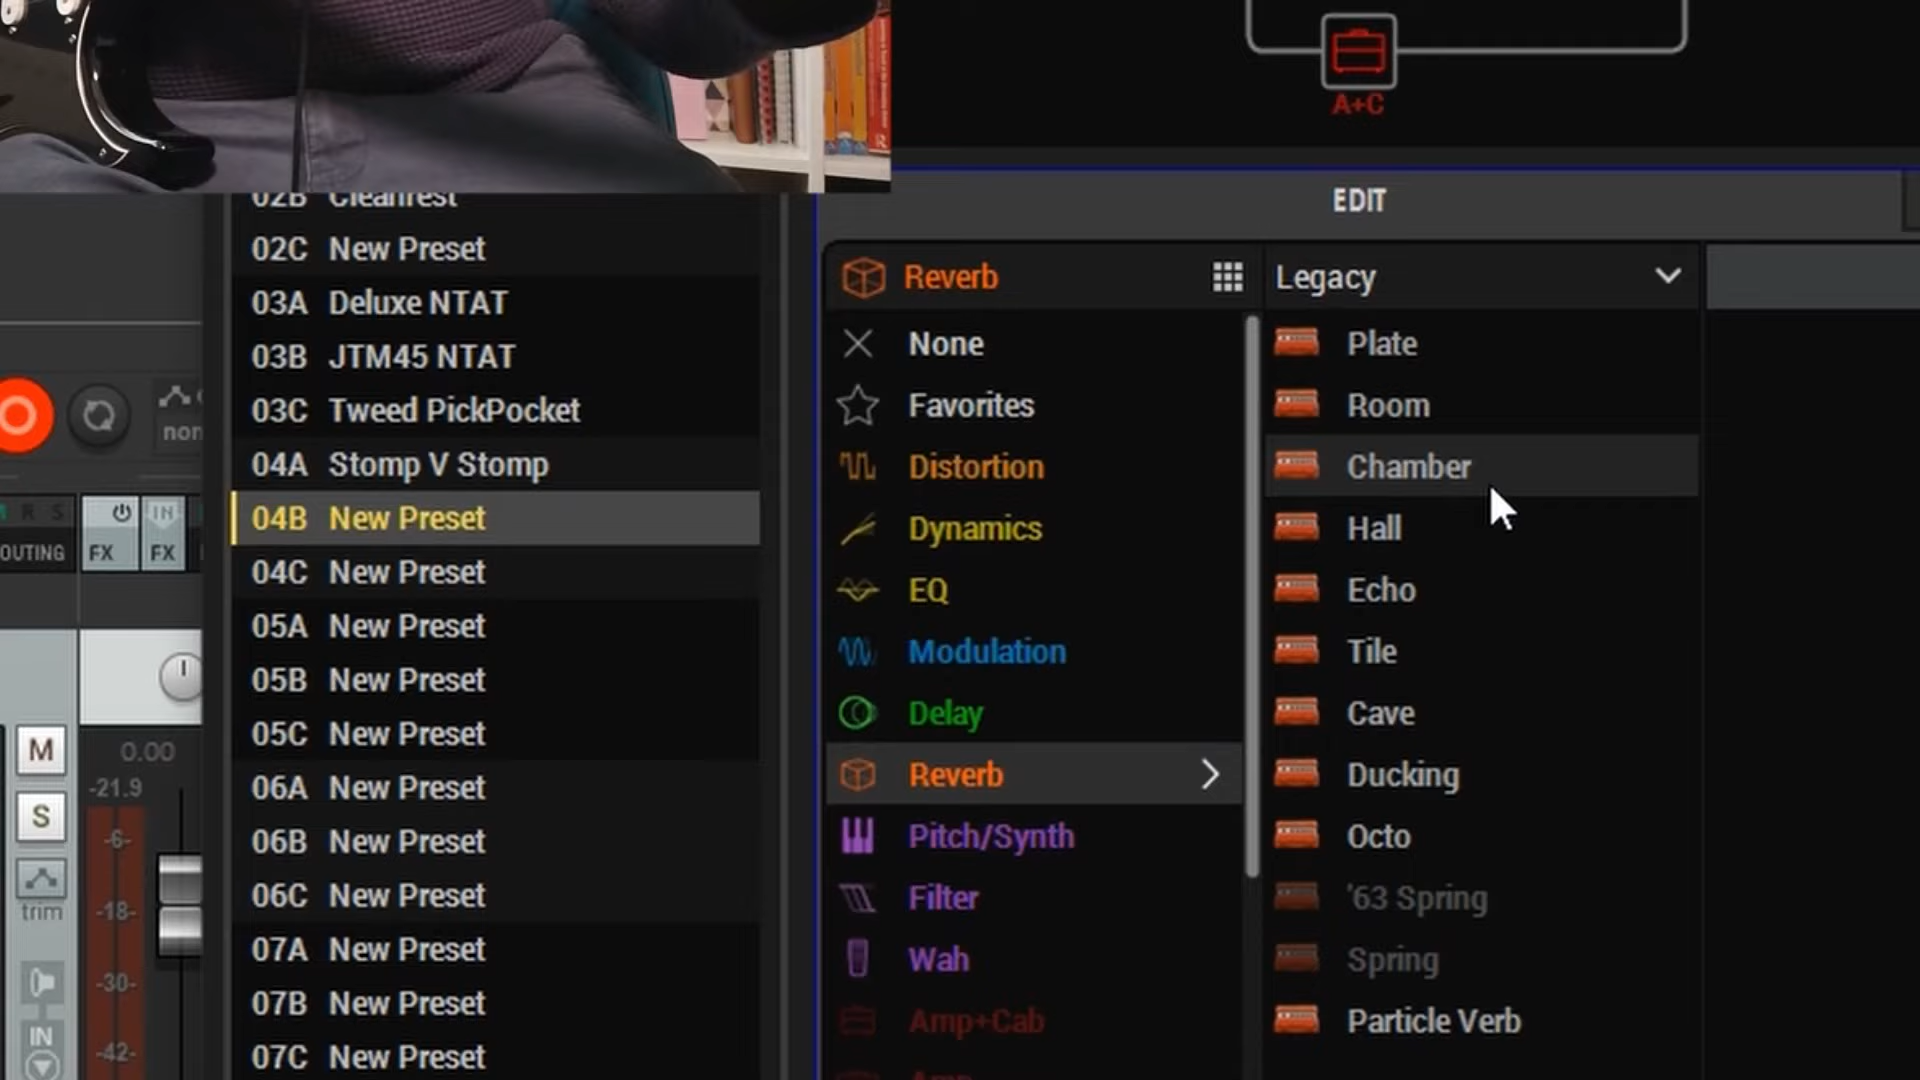 A+C
EDIT
02B Cleanfest
02C New Preset
03A Deluxe NTAT
03B JTM45 NTAT
03C Tweed PickPocket
04A Stomp V Stomp
04B New Preset
04C New Preset
05A New Preset
05B New Preset
05C New Preset
06A New Preset
06B New Preset
06C New Preset
07A New Preset
07B New Preset
07C New Preset
Reverb
None
Favorites
Distortion
Dynamics
EQ
Modulation
Delay
Reverb
Pitch/Synth
Filter
Wah
Amp+Cab
Legacy
Plate
Room
Chamber
Hall
Echo
Tile
Cave
Ducking
Octo
'63 Spring
Spring
Particle Verb
R S
IN
OUTING
FX
FX
M
0.00
-21.9
S
-6-
trim
-18-
-30-
IN
-42-